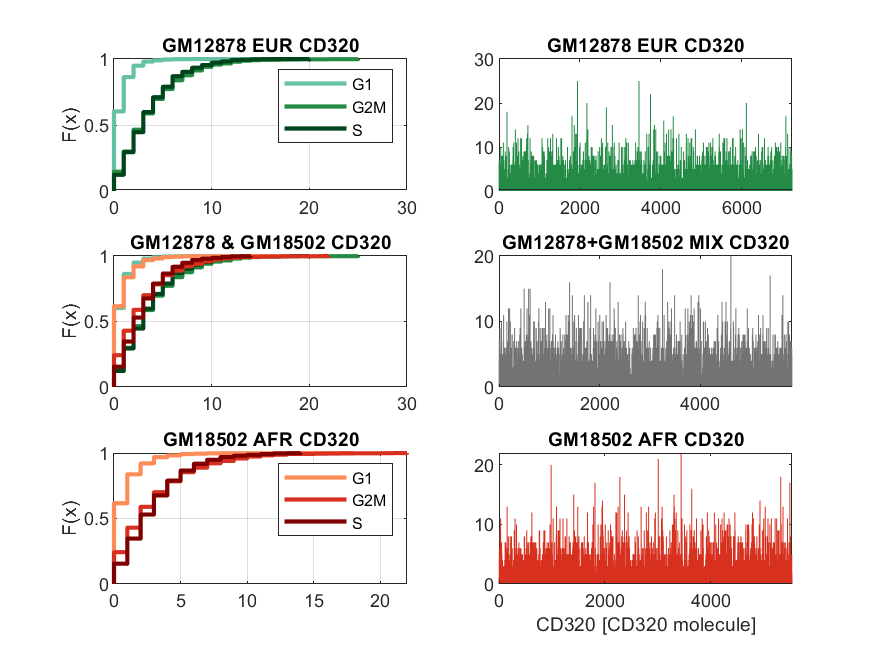 GM12878 EUR CD320
F(x)
1
0.5
0
0 10 20 30
G1
G2M
S
GM12878 EUR CD320
30
20
10
0
0 2000 4000 6000
GM12878 & GM18502 CD320
F(x)
1
0.5
0
0 10 20 30
GM12878+GM18502 MIX CD320
20
10
0
0 2000 4000
GM18502 AFR CD320
F(x)
1
0.5
0
0 5 10 15 20
G1
G2M
S
GM18502 AFR CD320
20
10
0
0 2000 4000
CD320 [CD320 molecule]